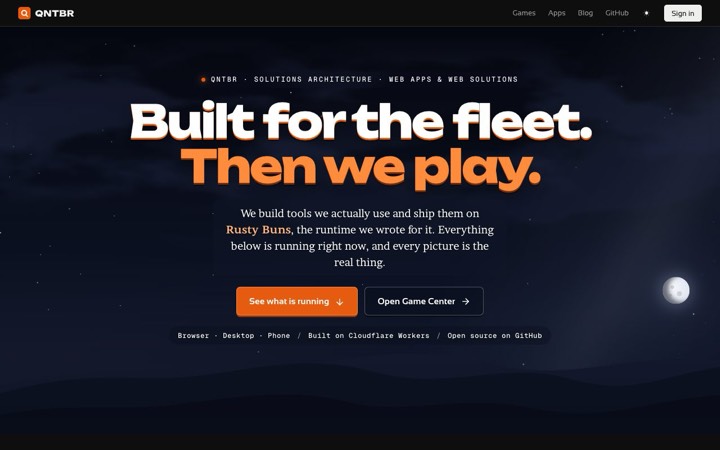 QNTBR
Games Apps Blog GitHub Sign in
QNTBR · SOLUTIONS ARCHITECTURE · WEB APPS & WEB SOLUTIONS
Built for the fleet.
Then we play.
We build tools we actually use and ship them on
Rusty Buns, the runtime we wrote for it. Everything
below is running right now, and every picture is the
real thing.
See what is running ↓ Open Game Center →
Browser · Desktop · Phone / Built on Cloudflare Workers / Open source on GitHub